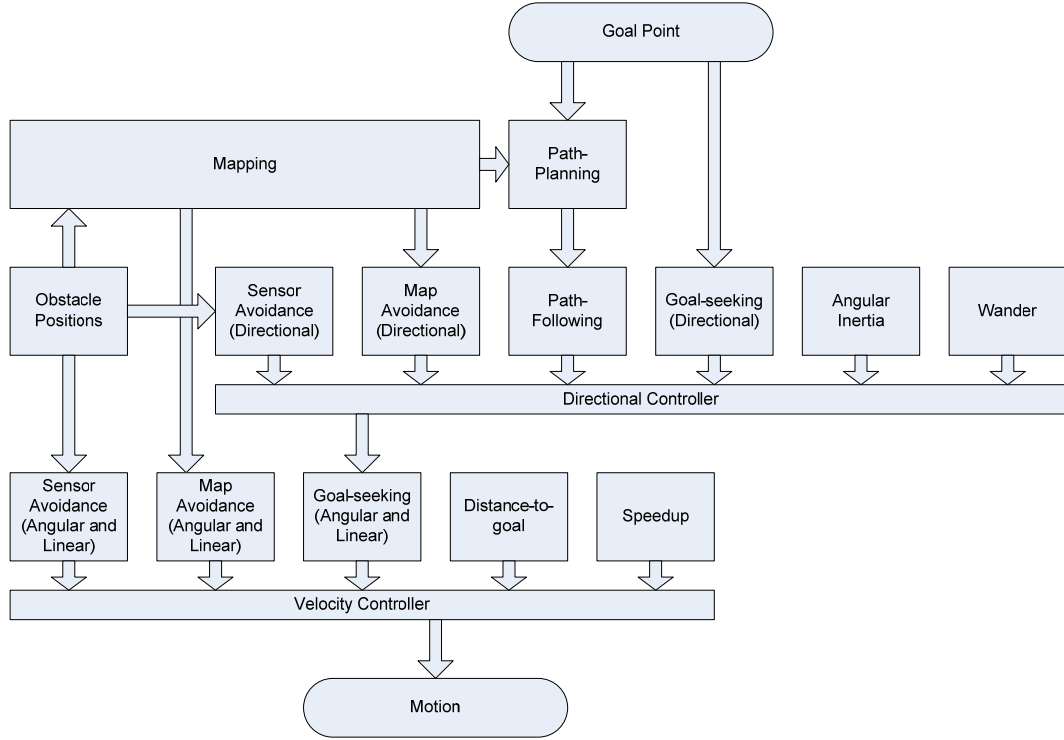 Goal Point
Mapping
Path-
Planning
Obstacle
Positions
Sensor
Avoidance
(Directional)
Map
Avoidance
(Directional)
Path-
Following
Goal-seeking
(Directional)
Angular
Inertia
Wander
Directional Controller
Sensor
Avoidance
(Angular and
Linear)
Map
Avoidance
(Angular and
Linear)
Goal-seeking
(Angular and
Linear)
Distance-to-
goal
Speedup
Velocity Controller
Motion